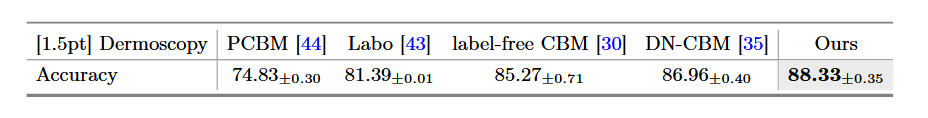 [1.5pt] Dermoscopy PCBM [44] Labo [43] label-free CBM [30] DN-CBM [35] Ours
Accuracy 74.83±0.30 81.39±0.01 85.27±0.71 86.96±0.40 88.33±0.35